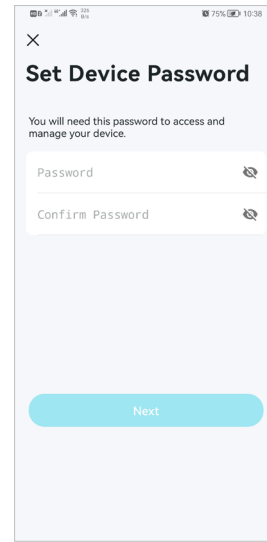 326 B/s 75% 10:38
Set Device Password
You will need this password to access and
manage your device.
Password
Confirm Password
Next